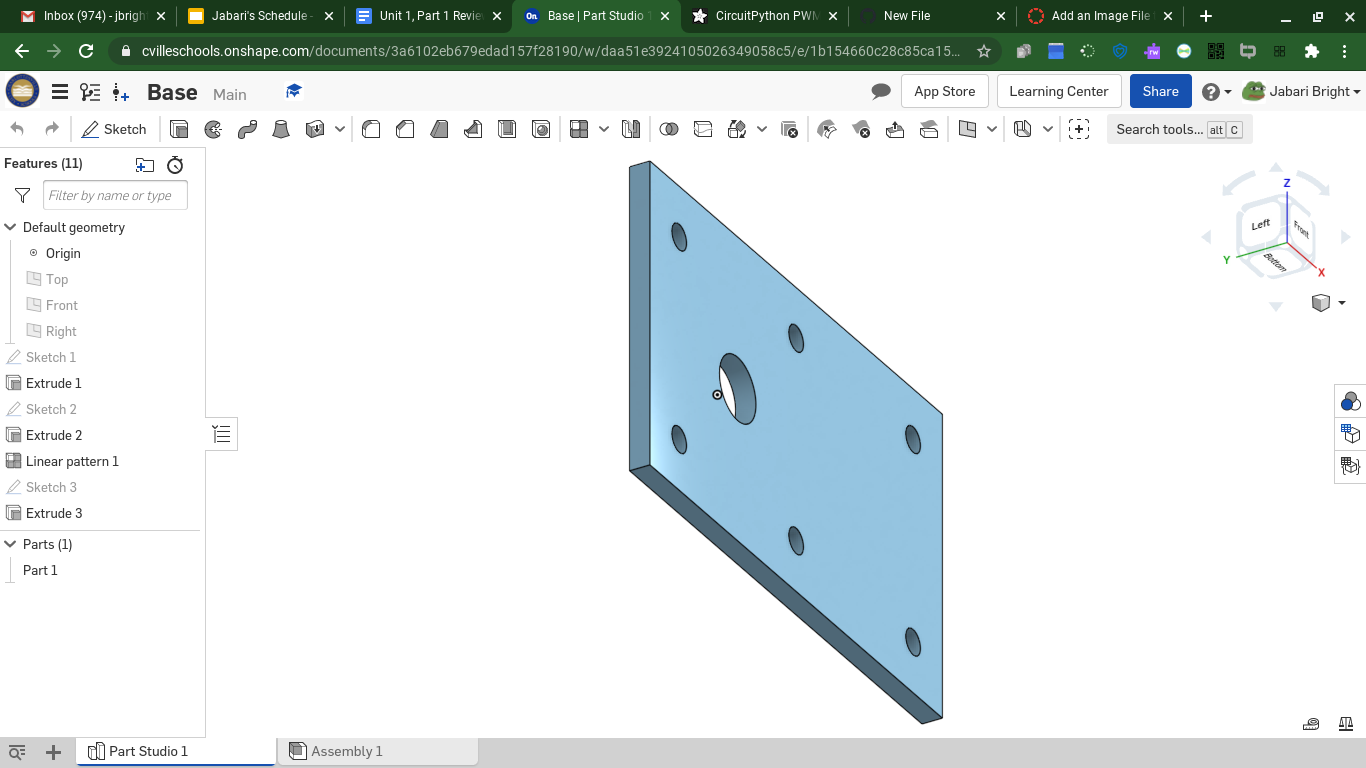 Inbox (974) - jbrigh
Jabari's Schedule -
Unit 1, Part 1 Revie
On
Base | Part Studio 1
CircuitPython PWM
New File
Add an Image File
cvilleschools.onshape.com/documents/3a6102eb679edad157f28190/w/daa51e3924105026349058c5/e/1b154660c28c85ca15...
rw
Base Main
App Store
Learning Center
Share
Jabari Bright
Sketch
Search tools... alt C
Features (11)
Filter by name or type
Default geometry
Origin
Top
Front
Right
Sketch 1
Extrude 1
Sketch 2
Extrude 2
Linear pattern 1
Sketch 3
Extrude 3
Parts (1)
Part 1
Z
Left
Front
Bottom
Y
X
Part Studio 1
Assembly 1